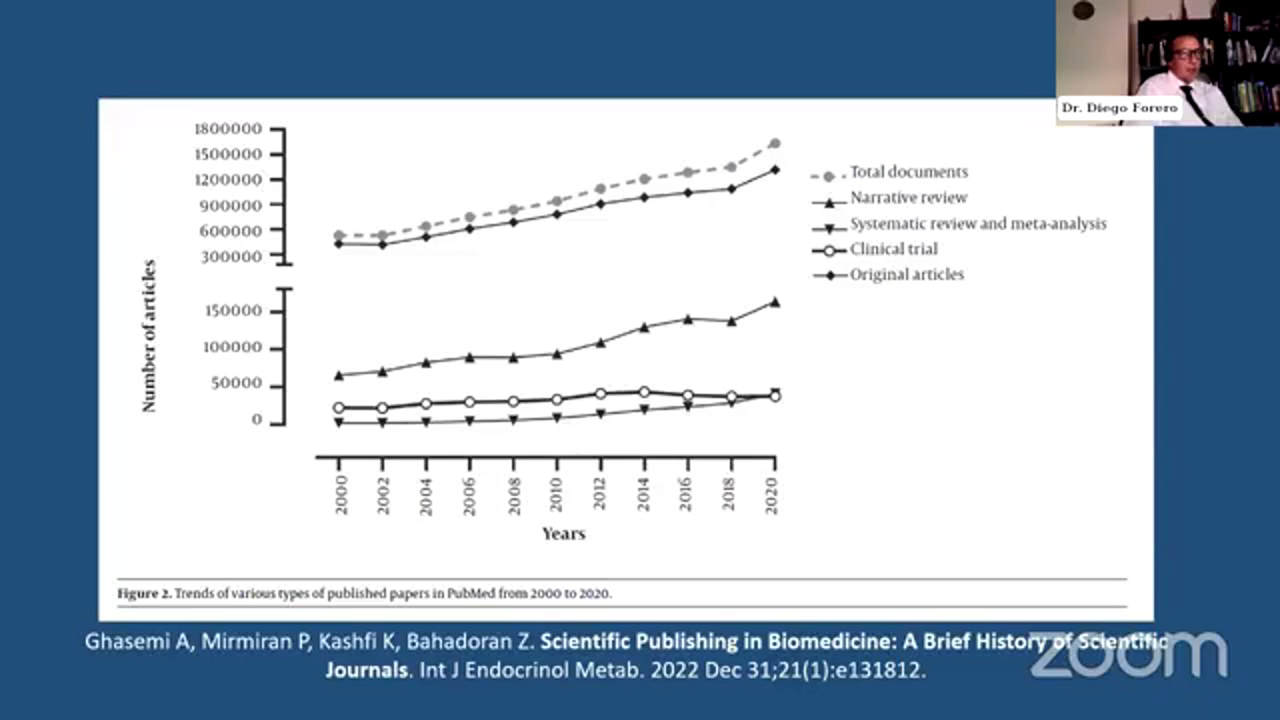 Dr. Diego Forero
1800000
1500000
1200000
900000
600000
300000
150000
100000
50000
0
Number of articles
Total documents
Narrative review
Systematic review and meta-analysis
Clinical trial
Original articles
2000 2002 2004 2006 2008 2010 2012 2014 2016 2018 2020
Years
Figure 2. Trends of various types of published papers in PubMed from 2000 to 2020.
Ghasemi A, Mirmiran P, Kashfi K, Bahadoran Z. Scientific Publishing in Biomedicine: A Brief History of Scientific
Journals. Int J Endocrinol Metab. 2022 Dec 31;21(1):e131812.
zoom